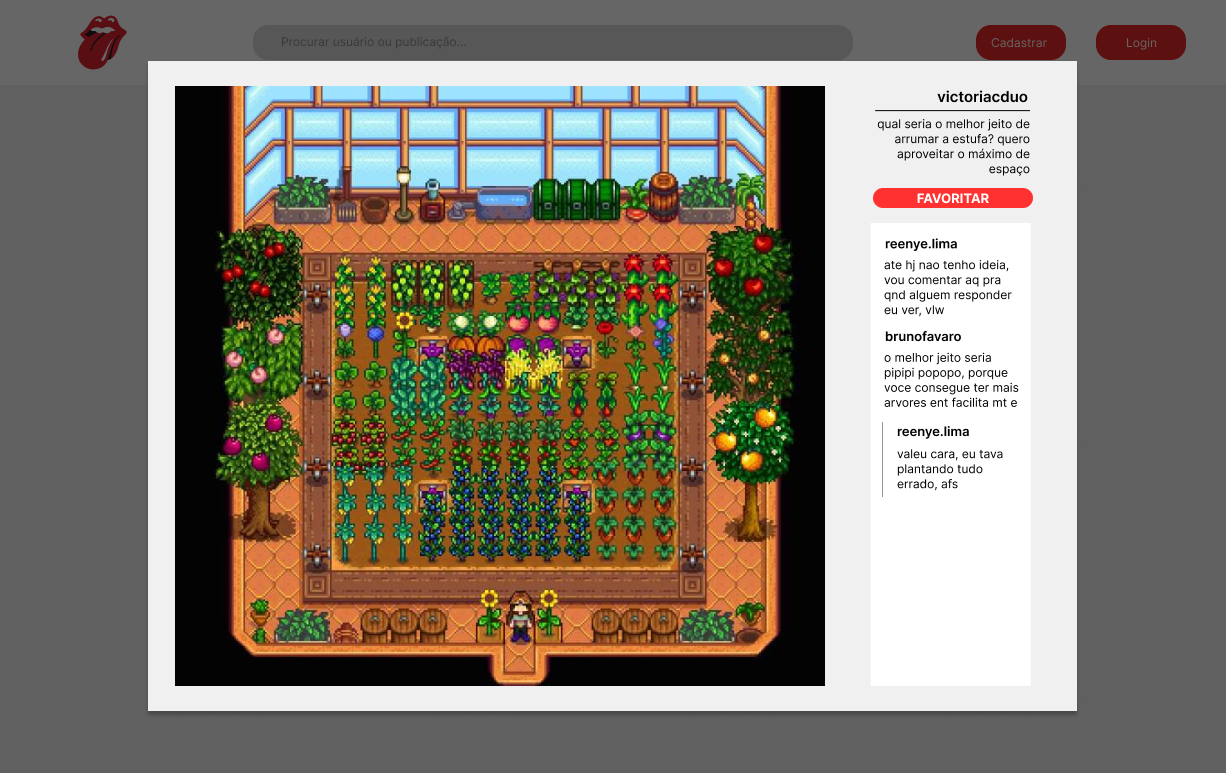 Procurar usuário ou publicação...
Cadastrar
Login
victoriacduo
qual seria o melhor jeito de
arrumar a estufa? quero
aproveitar o máximo de
espaço
FAVORITAR
reenye.lima
ate hj nao tenho ideia,
vou comentar aq pra
qnd alguem responder
eu ver, vlw
brunofavaro
o melhor jeito seria
pipipi popopo, porque
voce consegue ter mais
arvores ent facilita mt e
reenye.lima
valeu cara, eu tava
plantando tudo
errado, afs